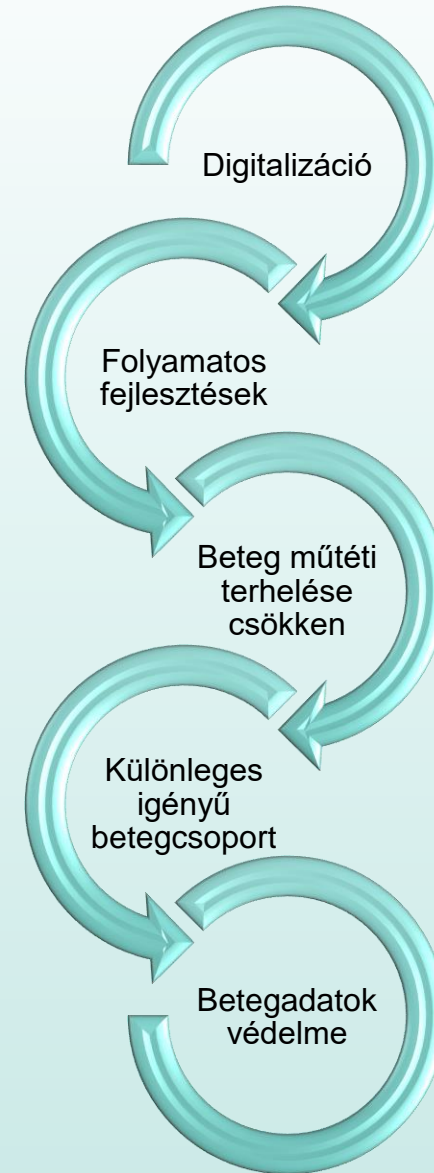 Digitalizáció
Folyamatos
fejlesztések
Beteg műtéti
terhelése
csökken
Különleges
igényű
betegcsoport
Betegadatok
védelme